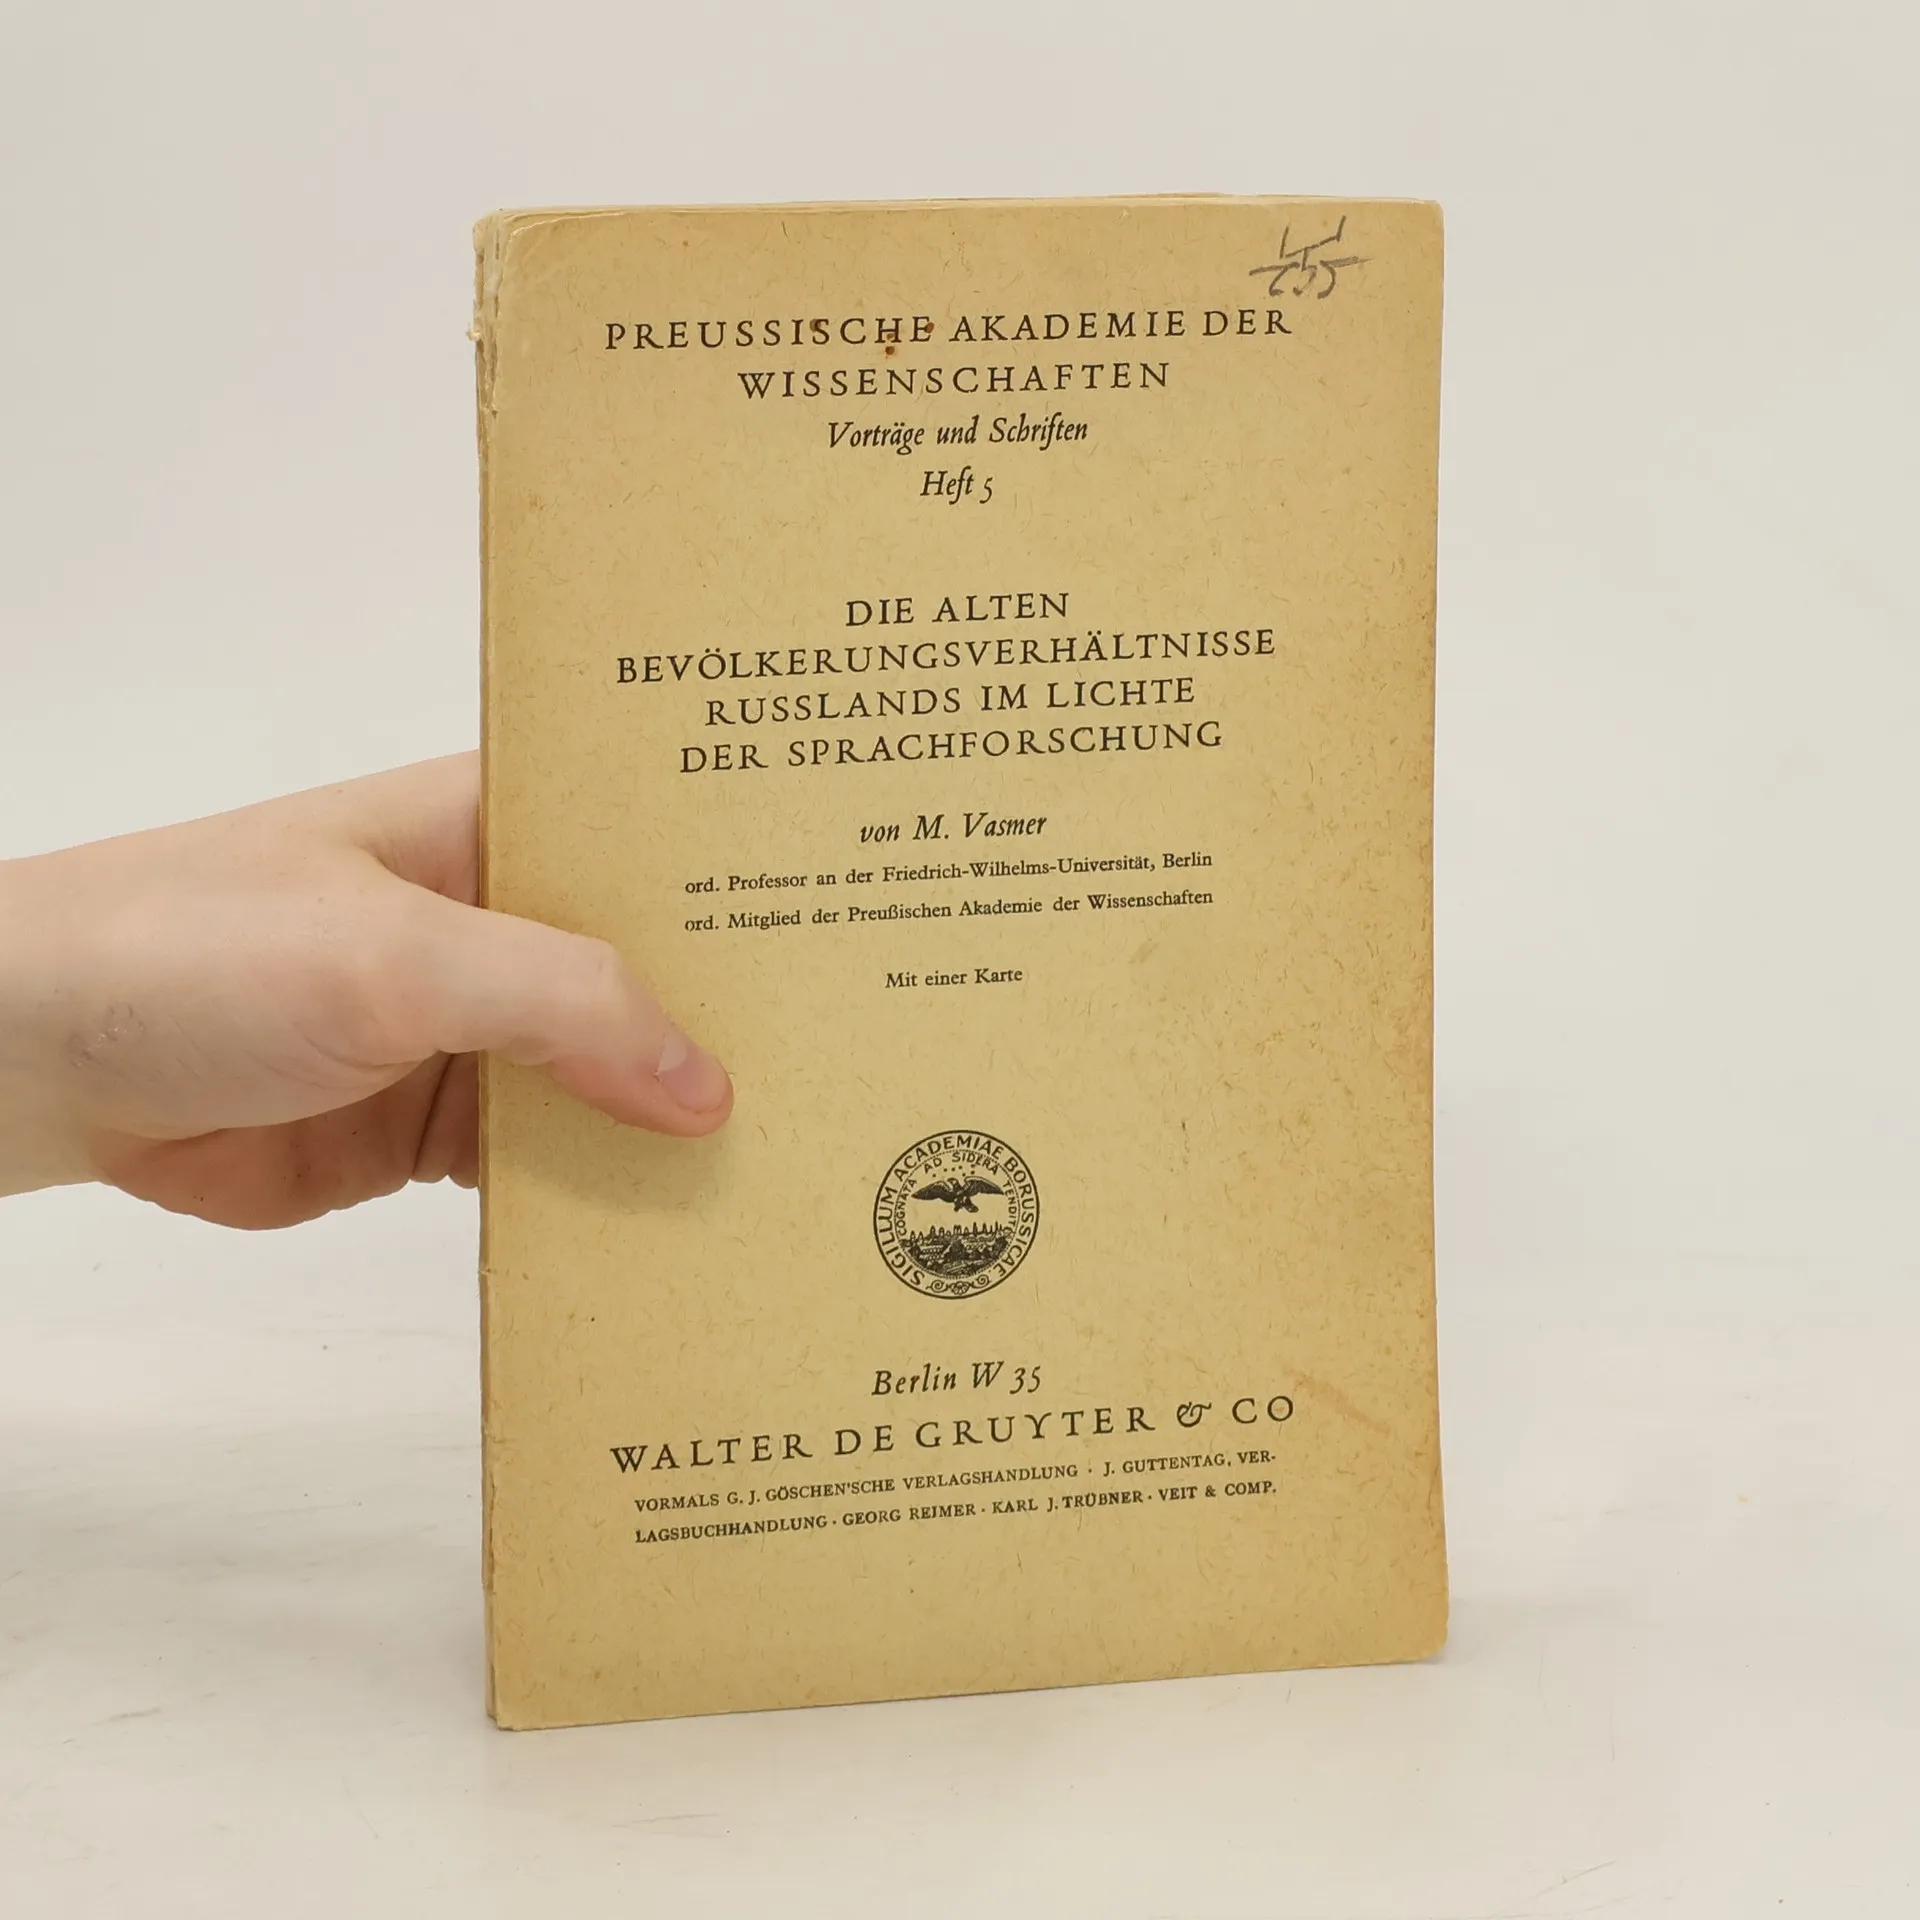 PREUSSISCHE AKADEMIE DER
WISSENSCHAFTEN
Vorträge und Schriften
Heft 5
DIE ALTEN
BEVÖLKERUNGSVERHÄLTNISSE
RUSSLANDS IM LICHTE
DER SPRACHFORSCHUNG
von M. Vasmer
ord. Professor an der Friedrich-Wilhelms-Universität, Berlin
ord. Mitglied der Preußischen Akademie der Wissenschaften
Mit einer Karte
SIGILLUM ACADEMIAE BORUSSICAE
COGNATA AD SIDERA TENDIT
Berlin W 35
WALTER DE GRUYTER & CO
VORMALS G. J. GÖSCHEN'SCHE VERLAGSHANDLUNG · J. GUTTENTAG, VER-
LAGSBUCHHANDLUNG · GEORG REIMER · KARL J. TRÜBNER · VEIT & COMP.